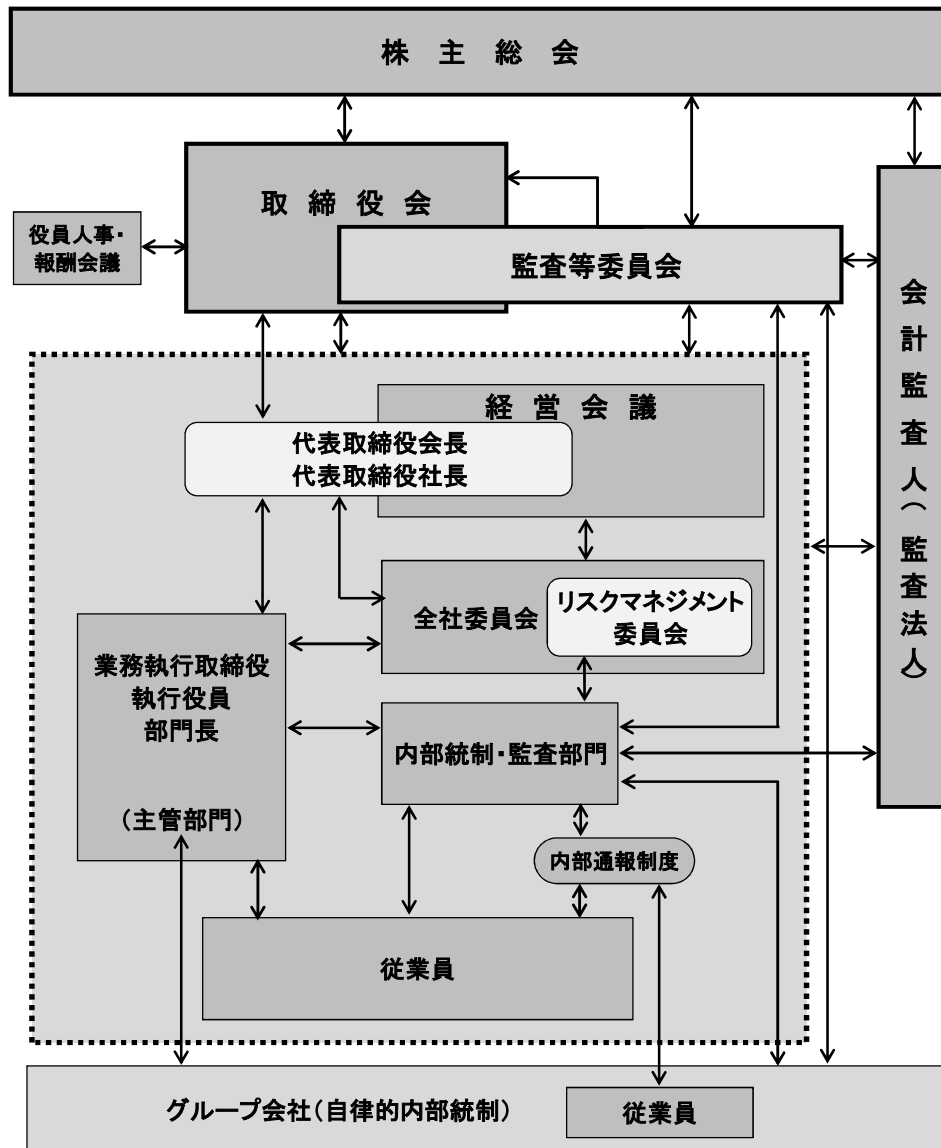 株主総会
取締役会
役員人事・
報酬会議
監査等委員会
会計監査人(監査法人)
経営会議
代表取締役会長
代表取締役社長
全社委員会
リスクマネジメント
委員会
業務執行取締役
執行役員
部門長
(主管部門)
内部統制・監査部門
内部通報制度
従業員
グループ会社(自律的内部統制)
従業員